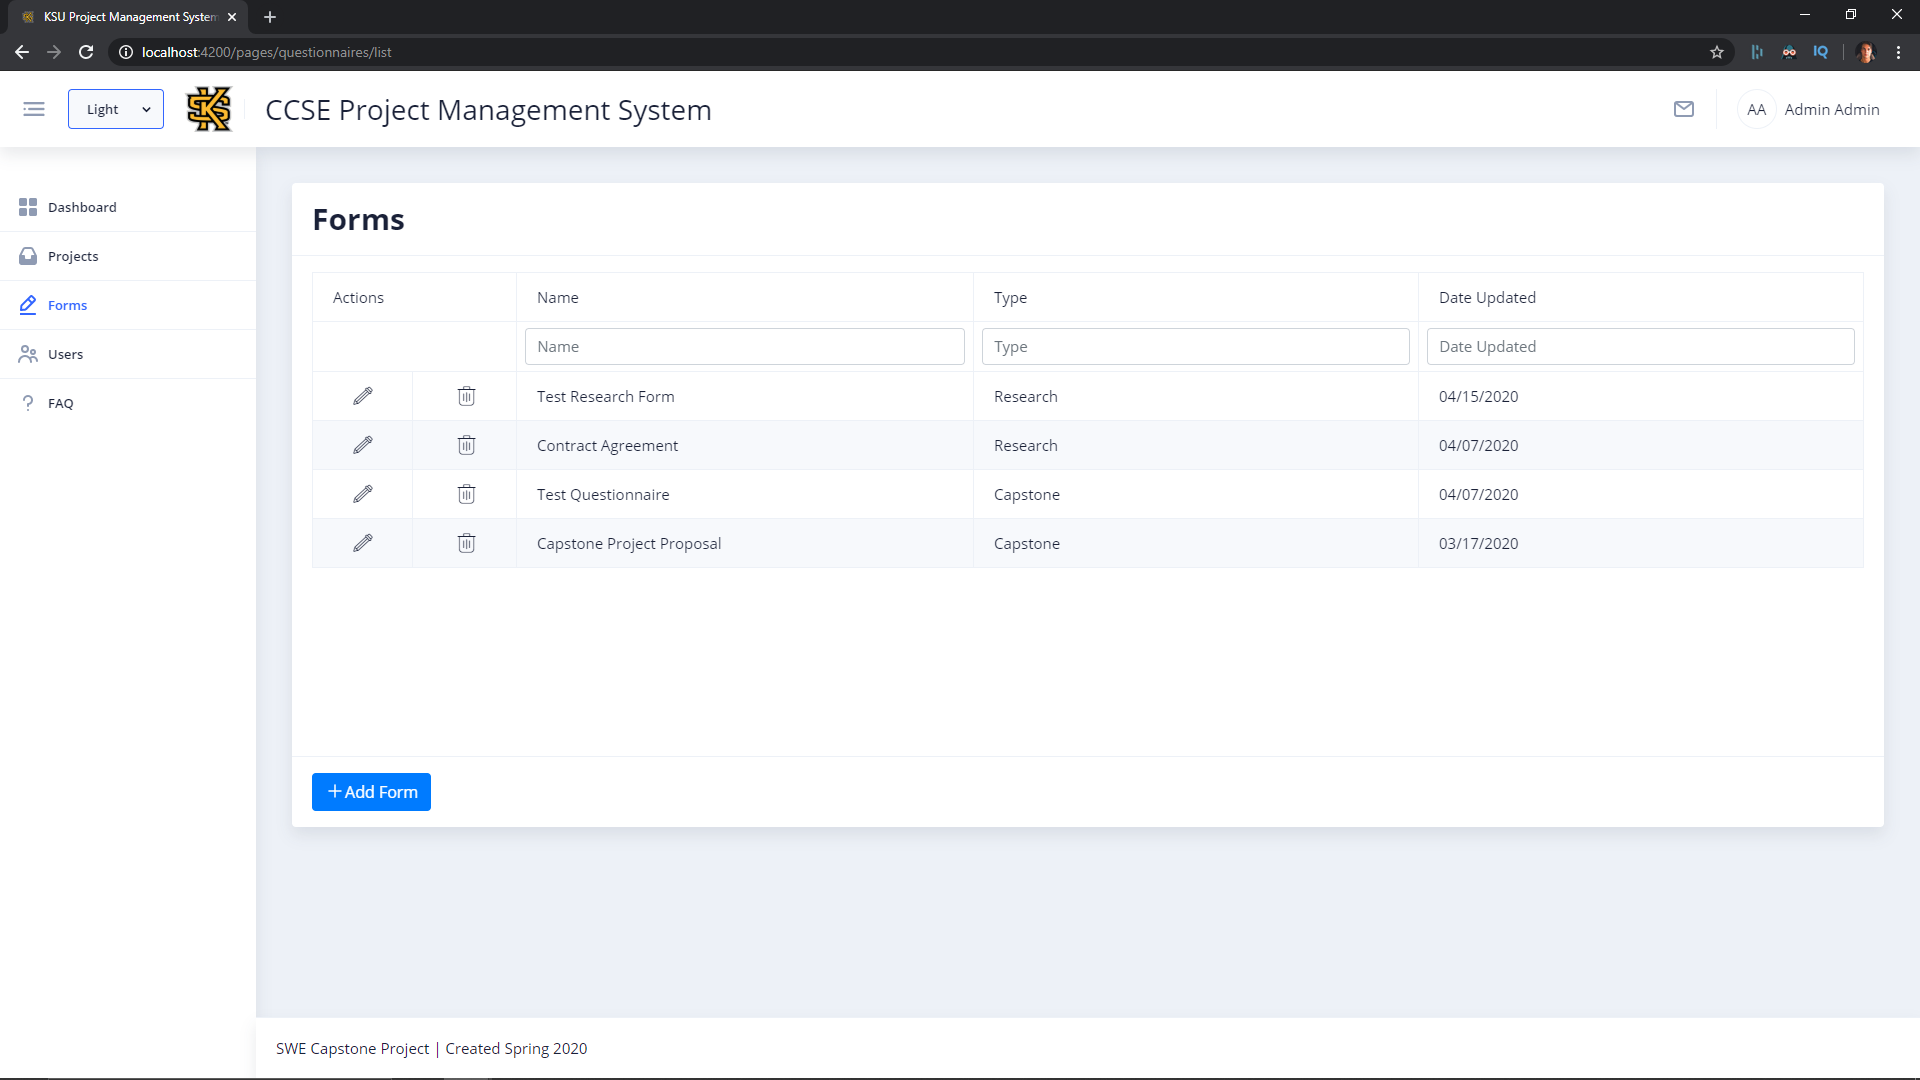 KSU Project Management System
localhost:4200/pages/questionnaires/list
IQ
Light
KS
CCSE Project Management System
AA
Admin Admin
Dashboard
Projects
Forms
Users
? FAQ
Forms
Actions Name Type Date Updated
Name Type Date Updated
Test Research Form Research 04/15/2020
Contract Agreement Research 04/07/2020
Test Questionnaire Capstone 04/07/2020
Capstone Project Proposal Capstone 03/17/2020
+ Add Form
SWE Capstone Project | Created Spring 2020